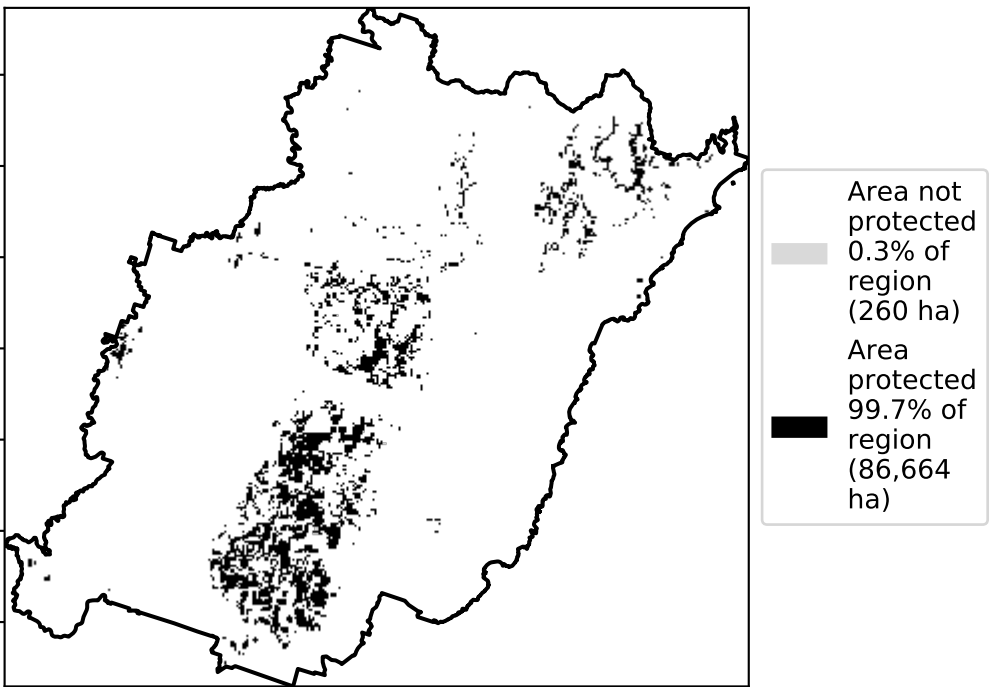 Area not
protected
0.3% of
region
(260 ha)
Area
protected
99.7% of
region
(86,664
ha)